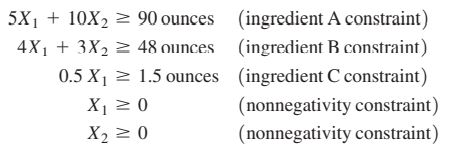 5X₁ + 10X₂ ≥ 90 ounces (ingredient A constraint)
4X₁ + 3X₂ ≥ 48 ounces (ingredient B constraint)
0.5 X₁ ≥ 1.5 ounces (ingredient C constraint)
X₁ ≥ 0 (nonnegativity constraint)
X₂ ≥ 0 (nonnegativity constraint)